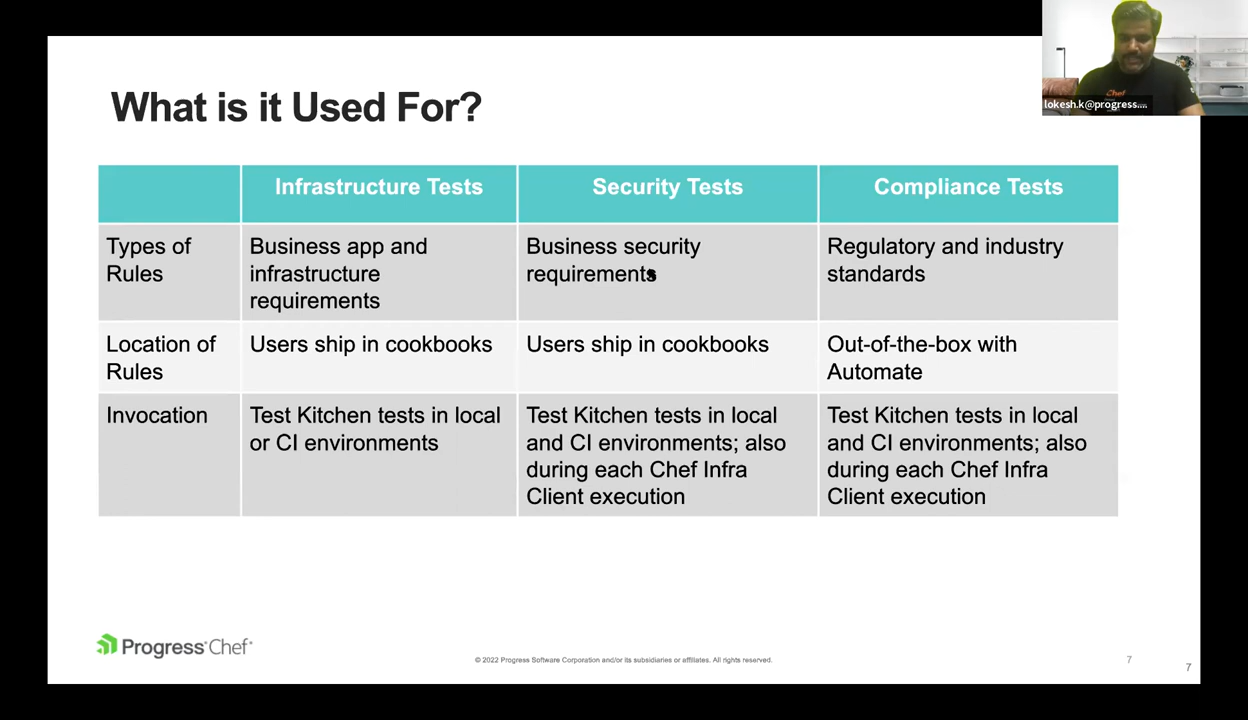 What is it Used For?
Chef
lokesh.k@progress....
Infrastructure Tests
Security Tests
Compliance Tests
Types of
Rules
Business app and
infrastructure
requirements
Business security
requirements
Regulatory and industry
standards
Location of
Rules
Users ship in cookbooks
Users ship in cookbooks
Out-of-the-box with
Automate
Invocation
Test Kitchen tests in local
or CI environments
Test Kitchen tests in local
and CI environments; also
during each Chef Infra
Client execution
Test Kitchen tests in local
and CI environments; also
during each Chef Infra
Client execution
Progress® Chef™
© 2022 Progress Software Corporation and/or its subsidiaries or affiliates. All rights reserved.
7
7